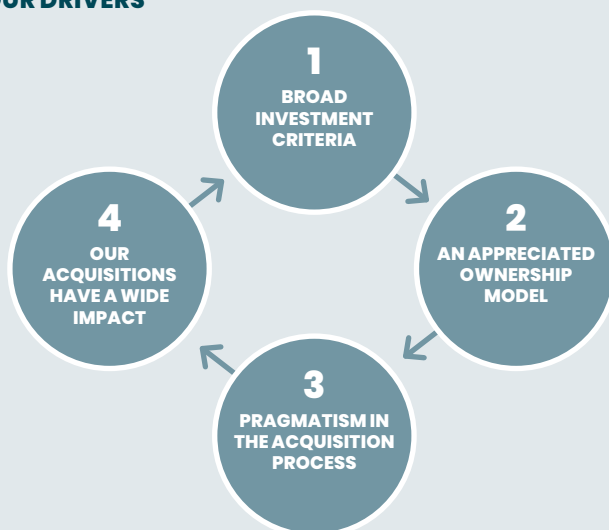 OUR DRIVERS
1
BROAD
INVESTMENT
CRITERIA
2
AN APPRECIATED
OWNERSHIP
MODEL
3
PRAGMATISM IN
THE ACQUISITION
PROCESS
4
OUR
ACQUISITIONS
HAVE A WIDE
IMPACT